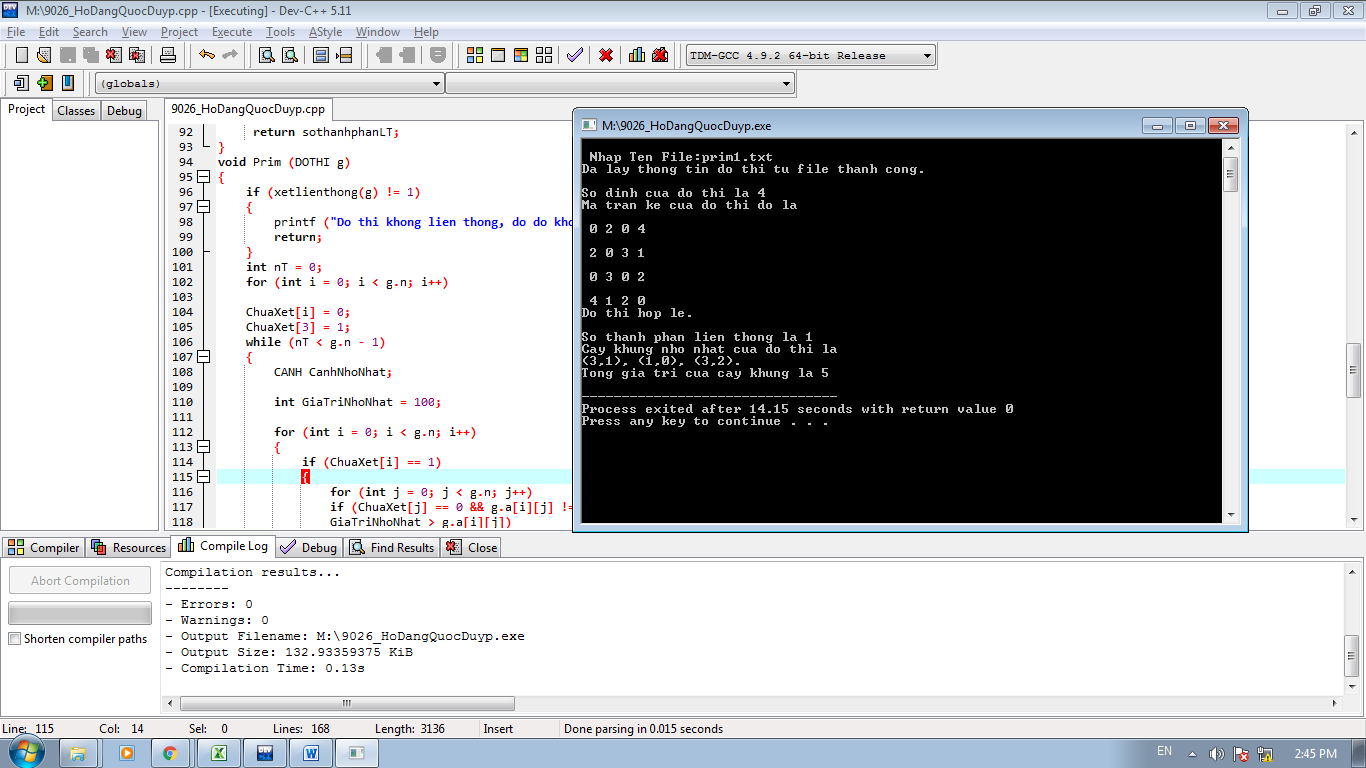 M:\9026_HoDangQuocDuyp.cpp - [Executing] - Dev-C++ 5.11
File Edit Search View Project Execute Tools AStyle Window Help
TDM-GCC 4.9.2 64-bit Release
(globals)
Project Classes Debug
9026_HoDangQuocDuyp.cpp
92 return sothanhphanLT;
93 }
94 void Prim (DOTHI g)
95 {
96 if (xetlienthong(g) != 1)
97 {
98 printf ("Do thi khong lien thong, do do kho
99 return;
100 }
101 int nT = 0;
102 for (int i = 0; i < g.n; i++)
103
104 ChuaXet[i] = 0;
105 ChuaXet[3] = 1;
106 while (nT < g.n - 1)
107 {
108 CANH CanhNhoNhat;
109
110 int GiaTriNhoNhat = 100;
111
112 for (int i = 0; i < g.n; i++)
113 {
114 if (ChuaXet[i] == 1)
115 {
116 for (int j = 0; j < g.n; j++)
117 if (ChuaXet[j] == 0 && g.a[i][j] !=
118 GiaTriNhoNhat > g.a[i][j])
M:\9026_HoDangQuocDuyp.exe
Nhap Ten File:prim1.txt
Da lay thong tin do thi tu file thanh cong.
So dinh cua do thi la 4
Ma tran ke cua do thi do la
0 2 0 4
2 0 3 1
0 3 0 2
4 1 2 0
Do thi hop le.
So thanh phan lien thong la 1
Cay khung nho nhat cua do thi la
(3,1), (1,0), (3,2).
Tong gia tri cua cay khung la 5
--------------------------------
Process exited after 14.15 seconds with return value 0
Press any key to continue . . .
Compiler Resources Compile Log Debug Find Results Close
Abort Compilation
Shorten compiler paths
Compilation results...
--------
- Errors: 0
- Warnings: 0
- Output Filename: M:\9026_HoDangQuocDuyp.exe
- Output Size: 132.93359375 KiB
- Compilation Time: 0.13s
Line: 115 Col: 14 Sel: 0 Lines: 168 Length: 3136 Insert Done parsing in 0.015 seconds
EN 2:45 PM